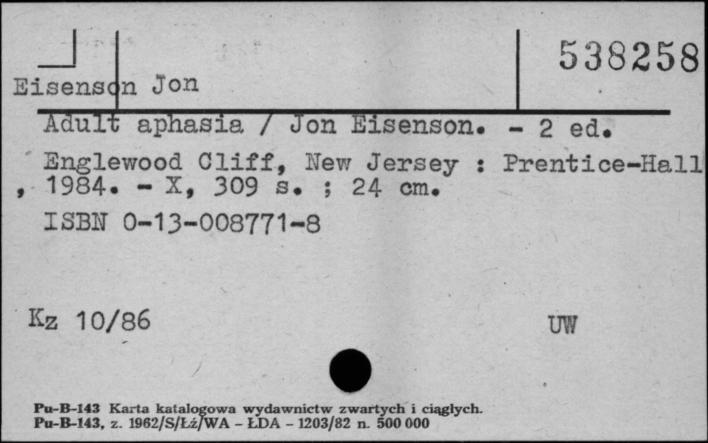 538258
Eisenson Jon
Adult aphasia / Jon Eisenson. - 2 ed.
Englewood Cliff, New Jersey : Prentice-Hall
, 1984. - X, 309 s. ; 24 cm.
ISBN 0-13-008771-8
Kz 10/86 UW
Pu-B-143 Karta katalogowa wydawnictw zwartych i ciągłych.
Pu-B-143, z. 1962/S/Łź/WA - ŁDA - 1203/82 n. 500 000